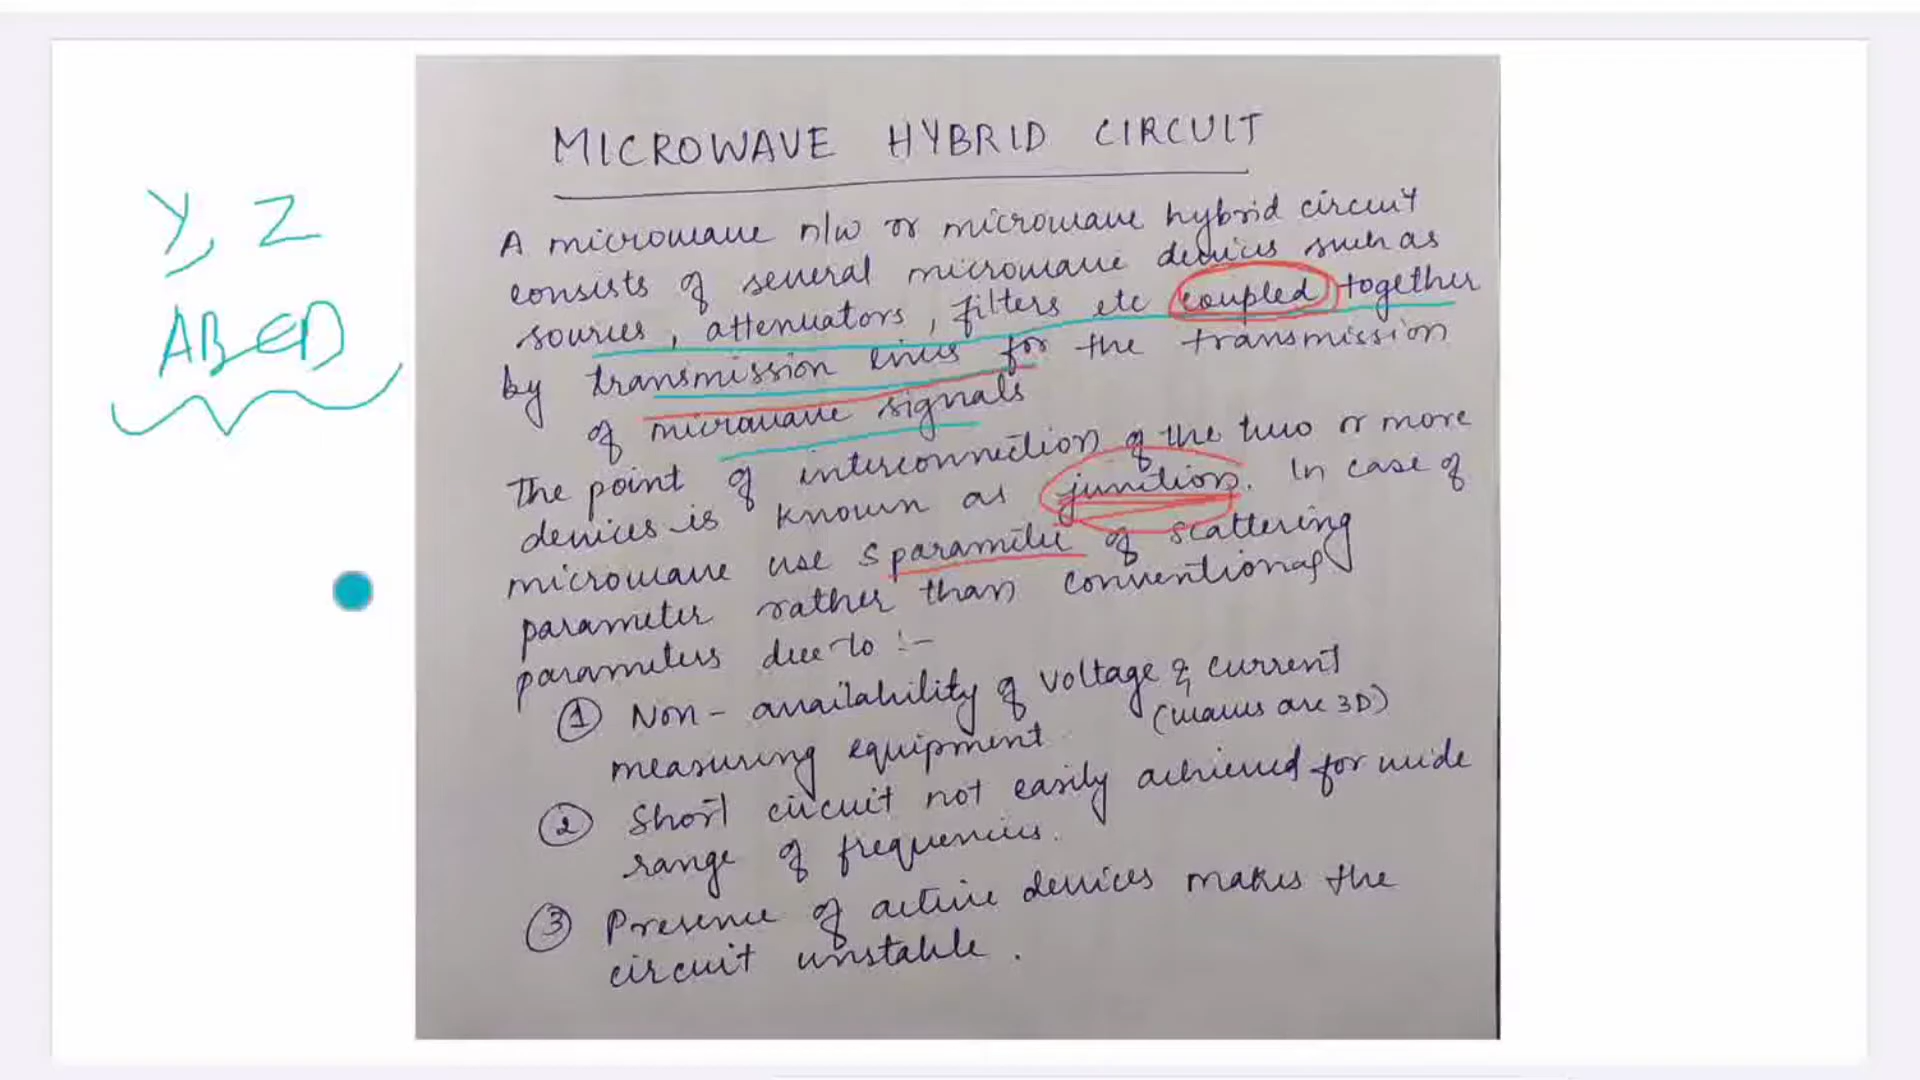 MICROWAVE HYBRID CIRCUIT
A microwave n/w or microwave hybrid circuit
consists of several microwave devices such as
sources, attenuators, filters etc coupled together
by transmission lines for the transmission
of microwave signals
The point of interconnection of the two or more
devices is known as junction. In case of
microwave use s parameter of scattering
parameter rather than conventional
parameters due to :-
① Non-availability of voltage & current
measuring equipment (waves are 3D)
② Short circuit not easily achieved for wide
range of frequencies.
③ Presence of active devices makes the
circuit unstable.
Y, Z
ABCD